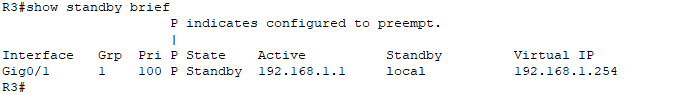 R3#show standby brief
                     P indicates configured to preempt.
                     |
Interface   Grp  Pri P State    Active          Standby         Virtual IP
Gig0/1      1    100 P Standby  192.168.1.1     local           192.168.1.254
R3#